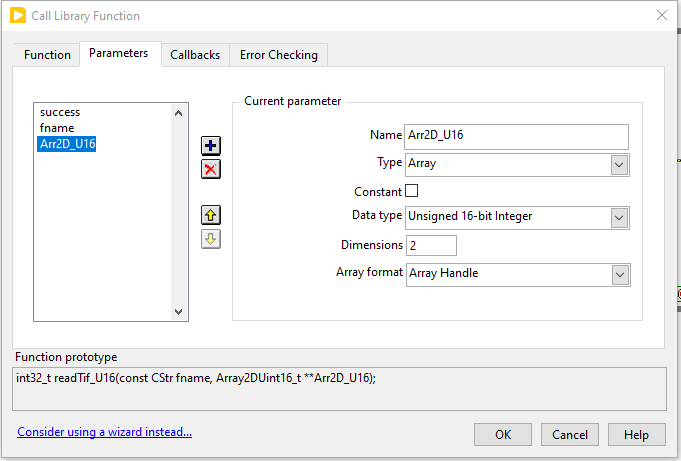 Call Library Function
Function Parameters Callbacks Error Checking
success
fname
Arr2D_U16
Current parameter
Name Arr2D_U16
Type Array
Constant
Data type Unsigned 16-bit Integer
Dimensions 2
Array format Array Handle
Function prototype
int32_t readTif_U16(const CStr fname, Array2DUint16_t **Arr2D_U16);
Consider using a wizard instead...
OK Cancel Help